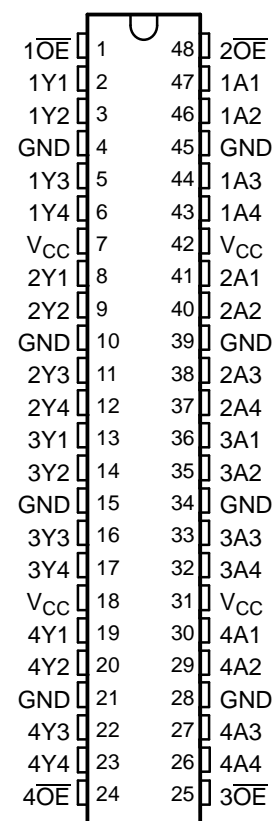 1O̅E̅ 1 48 2O̅E̅
1Y1 2 47 1A1
1Y2 3 46 1A2
GND 4 45 GND
1Y3 5 44 1A3
1Y4 6 43 1A4
VCC 7 42 VCC
2Y1 8 41 2A1
2Y2 9 40 2A2
GND 10 39 GND
2Y3 11 38 2A3
2Y4 12 37 2A4
3Y1 13 36 3A1
3Y2 14 35 3A2
GND 15 34 GND
3Y3 16 33 3A3
3Y4 17 32 3A4
VCC 18 31 VCC
4Y1 19 30 4A1
4Y2 20 29 4A2
GND 21 28 GND
4Y3 22 27 4A3
4Y4 23 26 4A4
4O̅E̅ 24 25 3O̅E̅